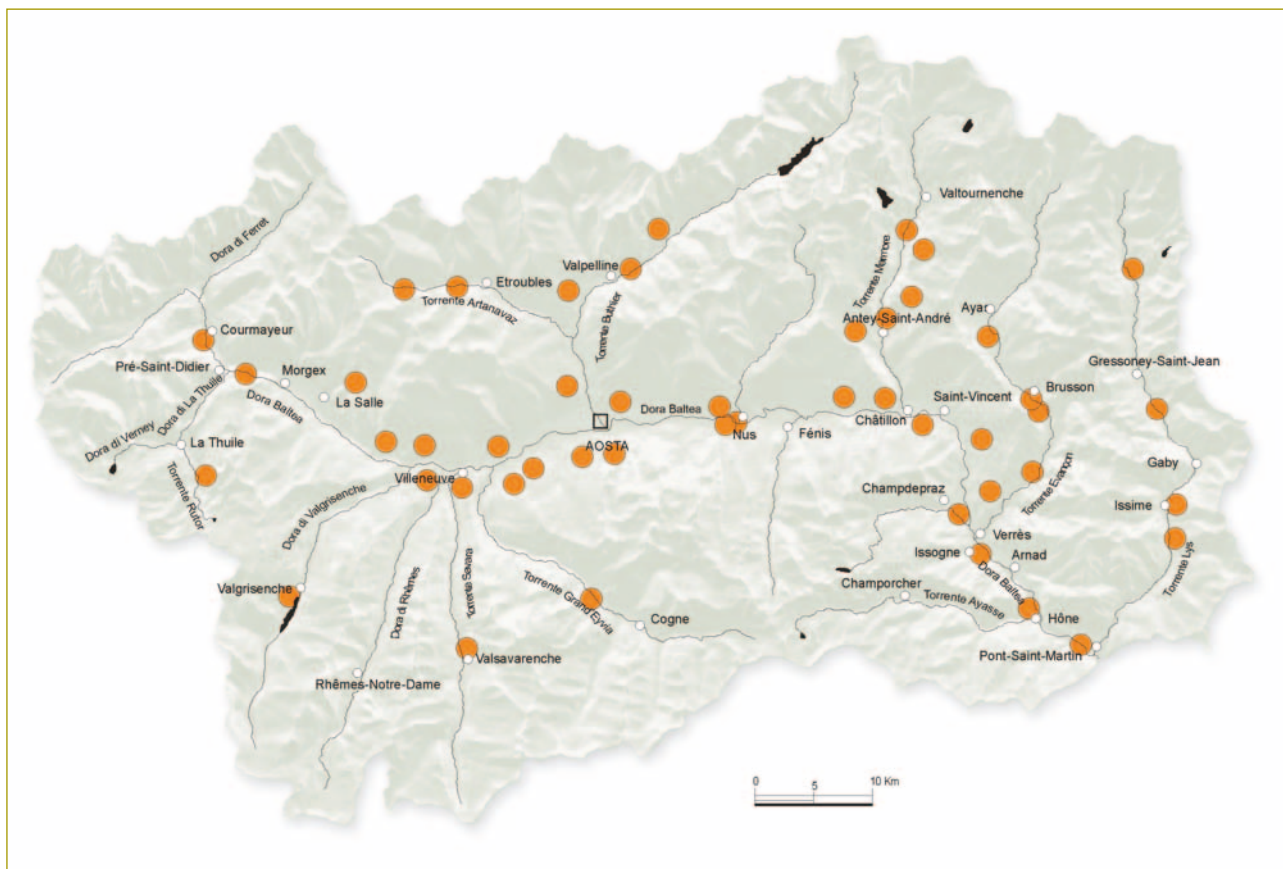 Valtournenche
Dora di Ferret
Torrente Marmore
Valpelline
Etroubles
Torrente Artanavaz
Torrente Buthier
Antey-Saint-André
Ayas
Courmayeur
Pré-Saint-Didier
Morgex
Gressoney-Saint-Jean
Dora di La Thuile
Dora Baltea
La Salle
Saint-Vincent
Brusson
Dora Baltea
Châtillon
Dora di Verney
La Thuile
AOSTA
Nus
Fénis
Gaby
Villeneuve
Torrente Rutor
Dora di Valgrisenche
Champdepraz
Torrente Evançon
Issime
Verrès
Issogne
Arnad
Torrente Lys
Valgrisenche
Dora di Rhêmes
Torrente Savara
Torrente Grand Eyvia
Champorcher
Torrente Ayasse
Dora Baltea
Cogne
Hône
Valsavarenche
Pont-Saint-Martin
Rhêmes-Notre-Dame
0 5 10 Km